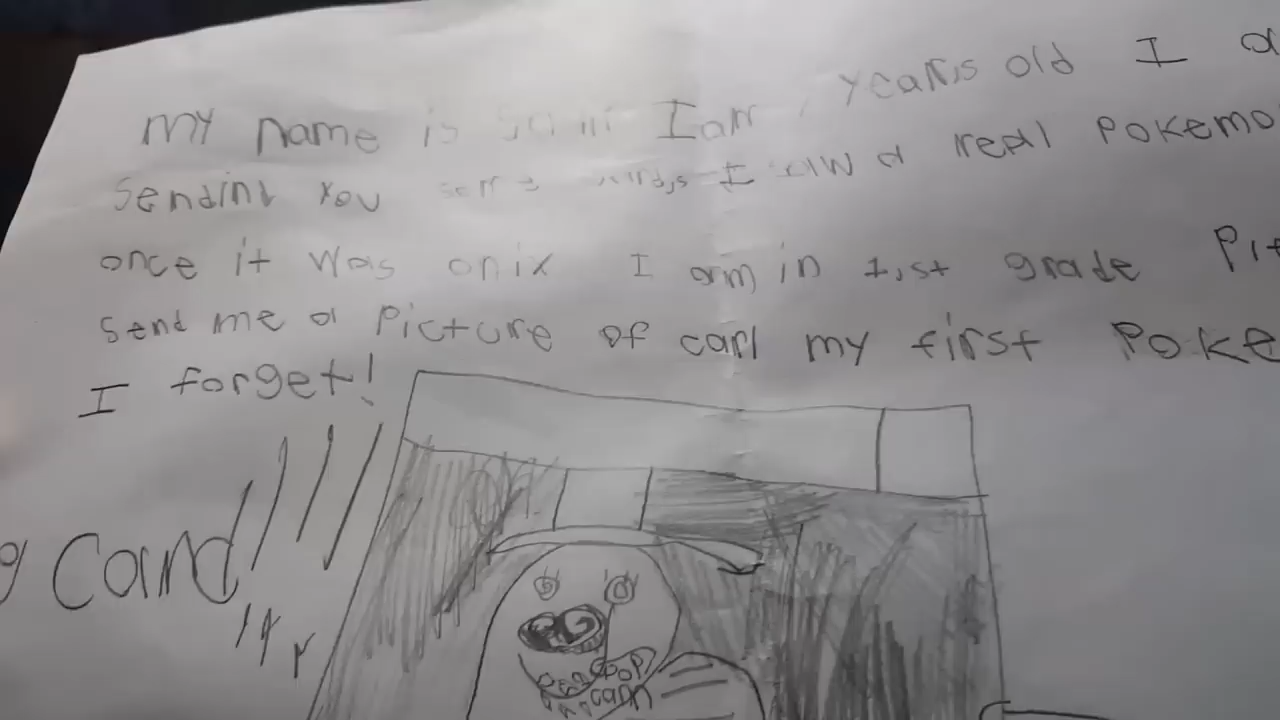 MY name is I am years old I a
Sending You I saw a real Pokemo
once it was onix I am in 1st grade
Send me a Picture of carl my first Poke
I forget!
g Card